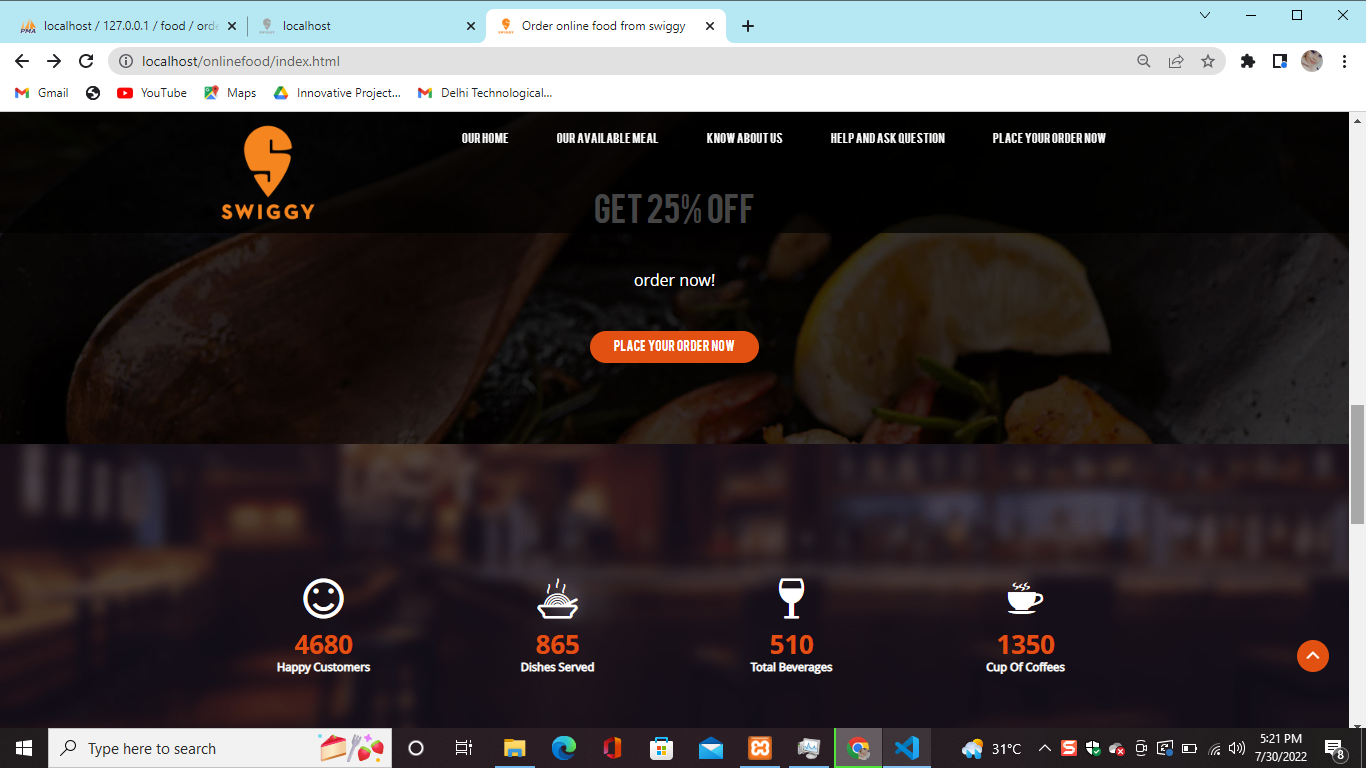 localhost / 127.0.0.1 / food / orde
localhost
Order online food from swiggy
localhost/onlinefood/index.html
Gmail
YouTube
Maps
Innovative Project...
Delhi Technological...
SWIGGY
OUR HOME
OUR AVAILABLE MEAL
KNOW ABOUT US
HELP AND ASK QUESTION
PLACE YOUR ORDER NOW
GET 25% OFF
order now!
PLACE YOUR ORDER NOW
4680
Happy Customers
865
Dishes Served
510
Total Beverages
1350
Cup Of Coffees
Type here to search
31°C
5:21 PM
7/30/2022
8